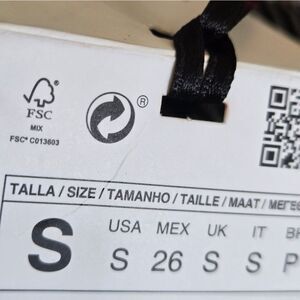 ®
FSC
MIX
FSC® C013603
TALLA / SIZE / TAMANHO / TAILLE / MAAT /
S
USA MEX UK IT
S 26 S S P